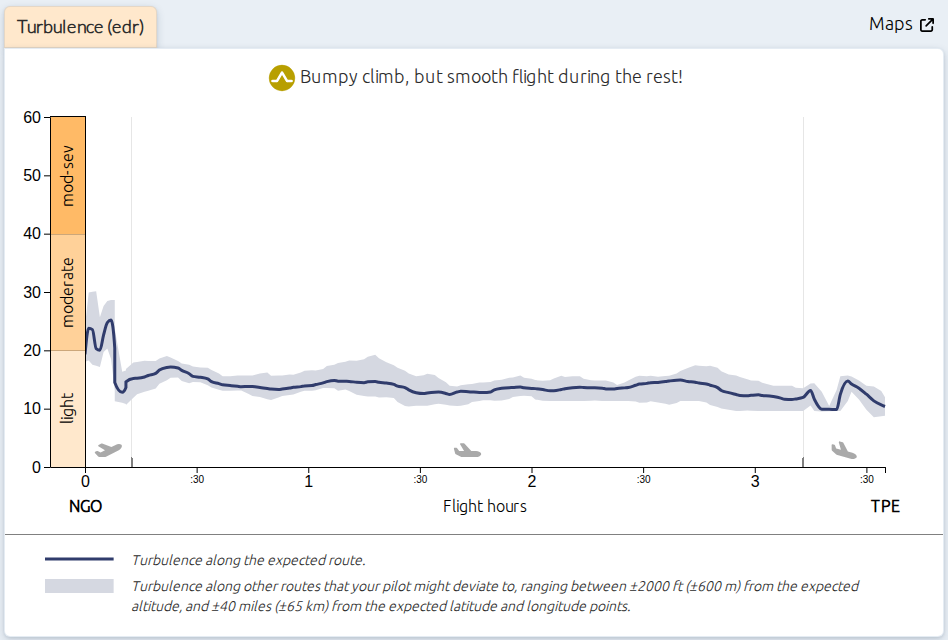 Turbulence (edr)
Maps
Bumpy climb, but smooth flight during the rest!
60
50
40
30
20
10
0
mod-sev
moderate
light
0
:30
1
:30
2
:30
3
:30
NGO
Flight hours
TPE
Turbulence along the expected route.
Turbulence along other routes that your pilot might deviate to, ranging between ±2000 ft (±600 m) from the expected
altitude, and ±40 miles (±65 km) from the expected latitude and longitude points.